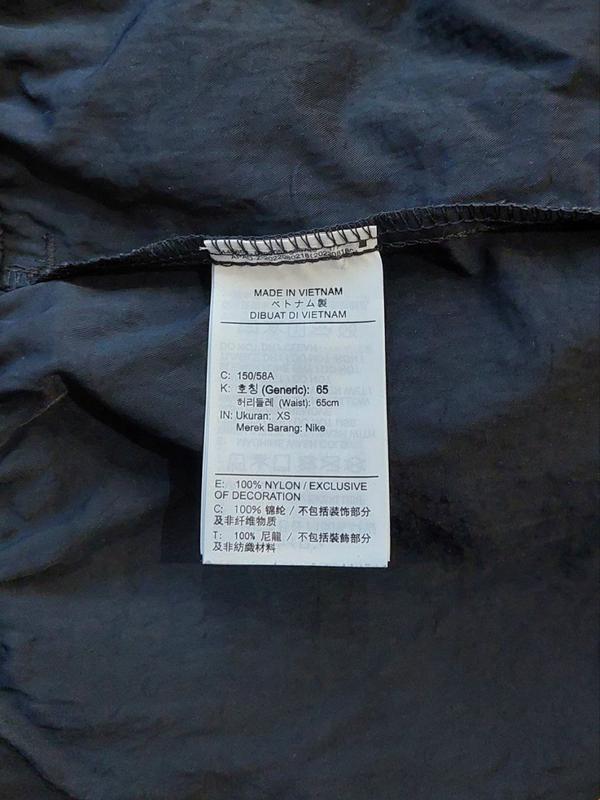 MADE IN VIETNAM
ベトナム製
DIBUAT DI VIETNAM
C: 150/58A
K: 호칭 (Generic): 65
허리둘레 (Waist): 65cm
IN: Ukuran: XS
Merek Barang: Nike
E: 100% NYLON / EXCLUSIVE
OF DECORATION
C: 100% 锦纶 / 不包括装饰部分
及非纤维物质
T: 100% 尼龍 / 不包括裝飾部分
及非紡織材料